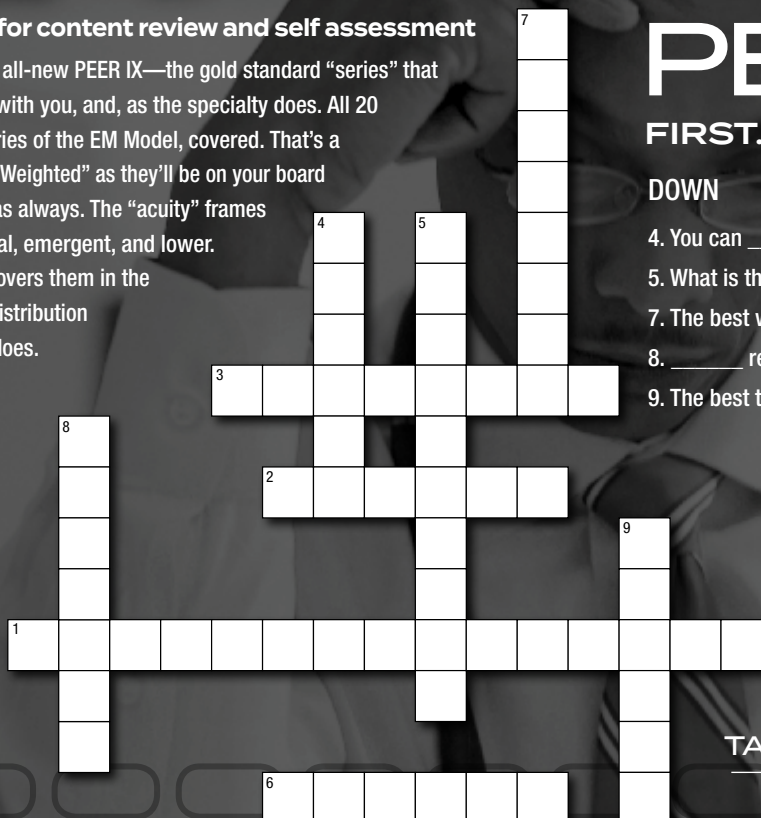 for content review and self assessment
all-new PEER IX—the gold standard “series” that
with you, and, as the specialty does. All 20
ries of the EM Model, covered. That’s a
Weighted” as they’ll be on your board
as always. The “acuity” frames
al, emergent, and lower.
overs them in the
istribution
loes.
PE
FIRST.
DOWN
4. You can _
5. What is th
7. The best w
8. ______ re
9. The best t
7
4 5
3
8
2
9
1
6
TA